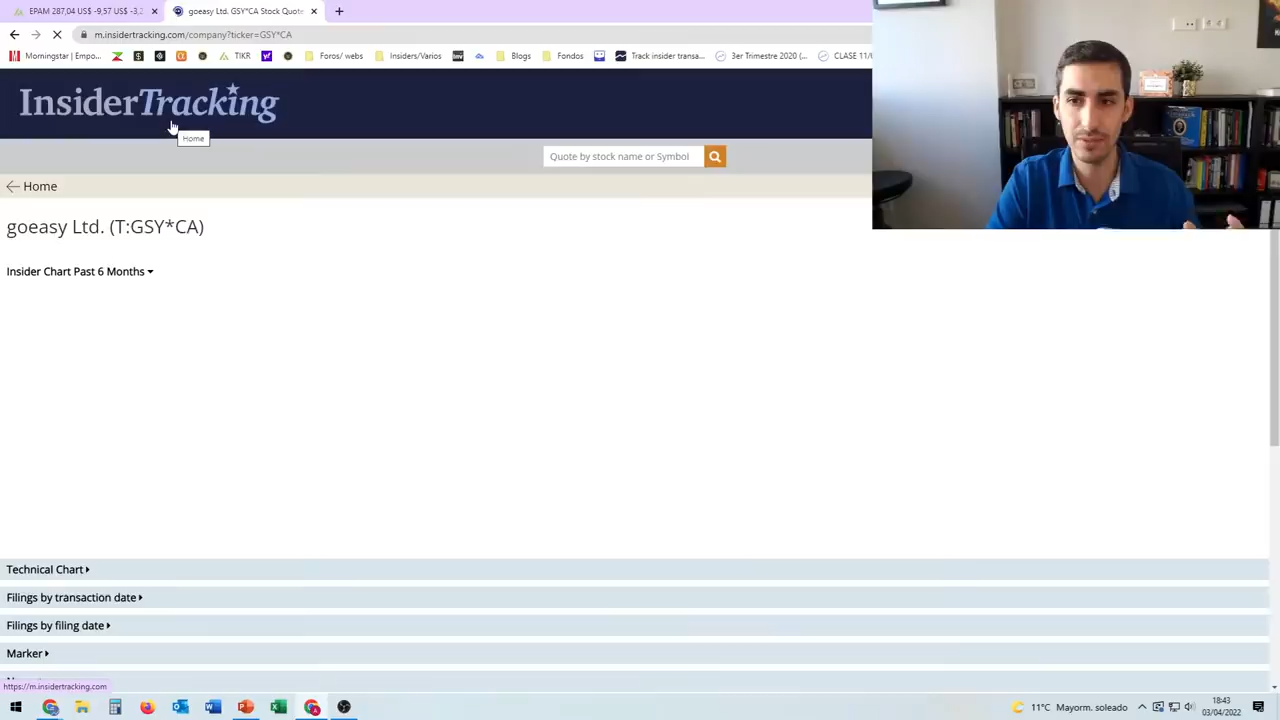 EPAM 287,04 US$ -9,57 US$ -3,2
goeasy Ltd. GSY*CA Stock Quote
m.insidertracking.com/company?ticker=GSY*CA
Morningstar | Empo...
TIKR
Foros/ webs
Insiders/Varios
Blogs
Fondos
Track insider transa...
3er Trimestre 2020 (...
CLASE 11/0
InsiderTracking
Home
Quote by stock name or Symbol
Home
goeasy Ltd. (T:GSY*CA)
Insider Chart Past 6 Months
Technical Chart
Filings by transaction date
Filings by filing date
Marker
https://m.insidertracking.com
11°C Mayorm. soleado
18:43
03/04/2022